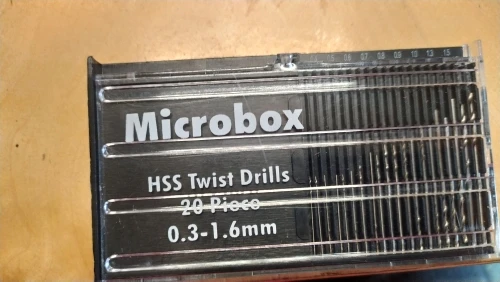 Microbox
HSS Twist Drills
20 Piece
0.3-1.6mm